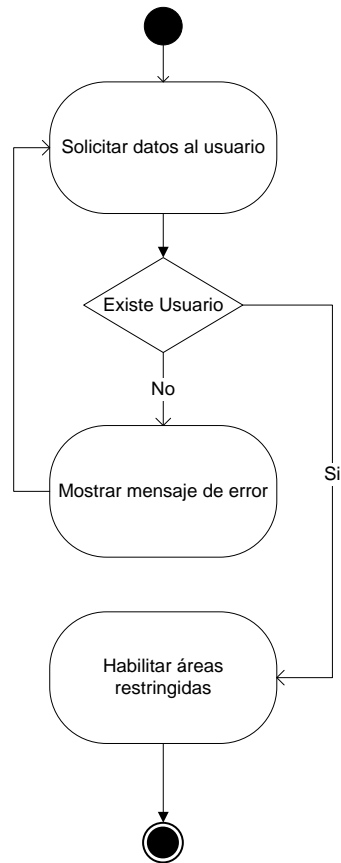 Solicitar datos al usuario
Existe Usuario
No
Mostrar mensaje de error
Si
Habilitar áreas
restringidas